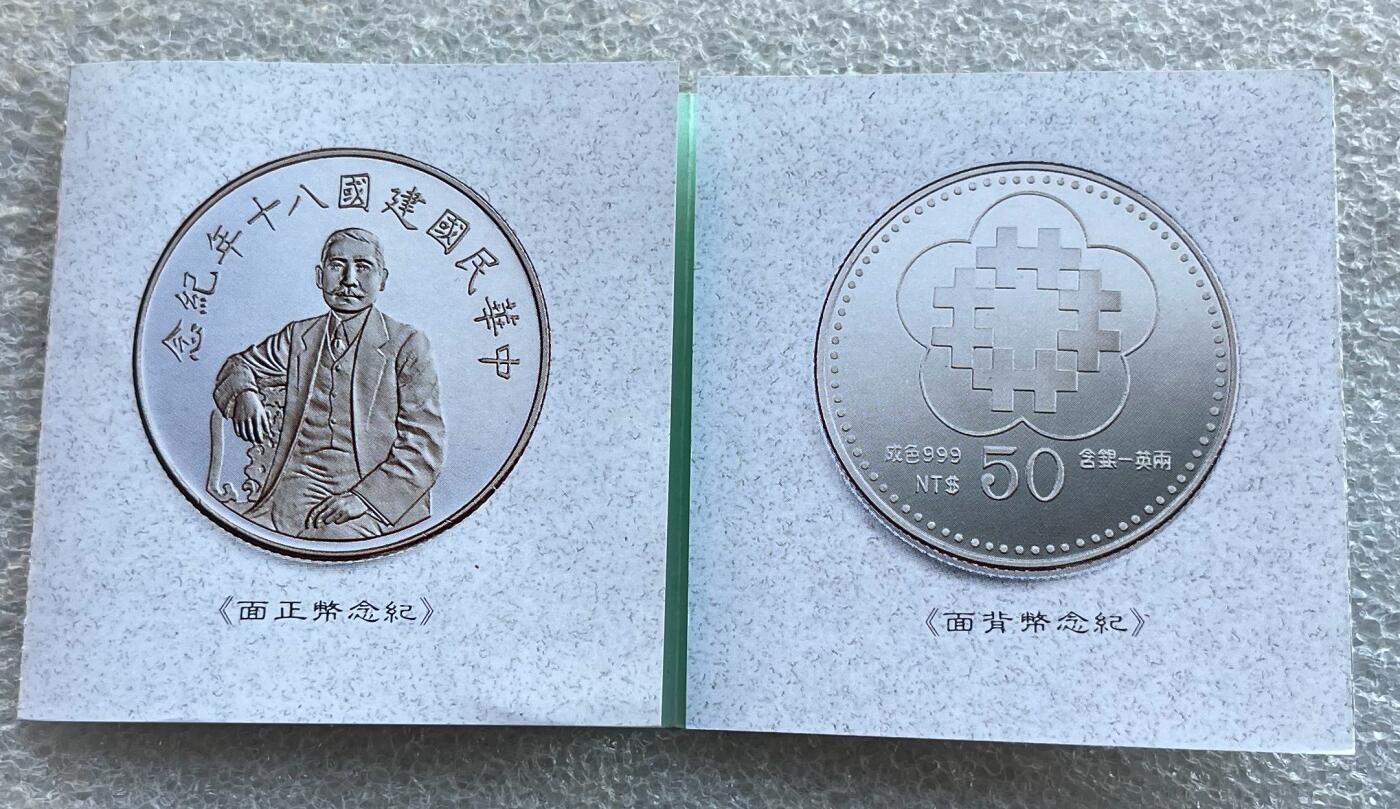 中華民國建國八十年紀念
《紀念幣正面》
成色999
NT$ 50
含銀一英兩
《紀念幣背面》